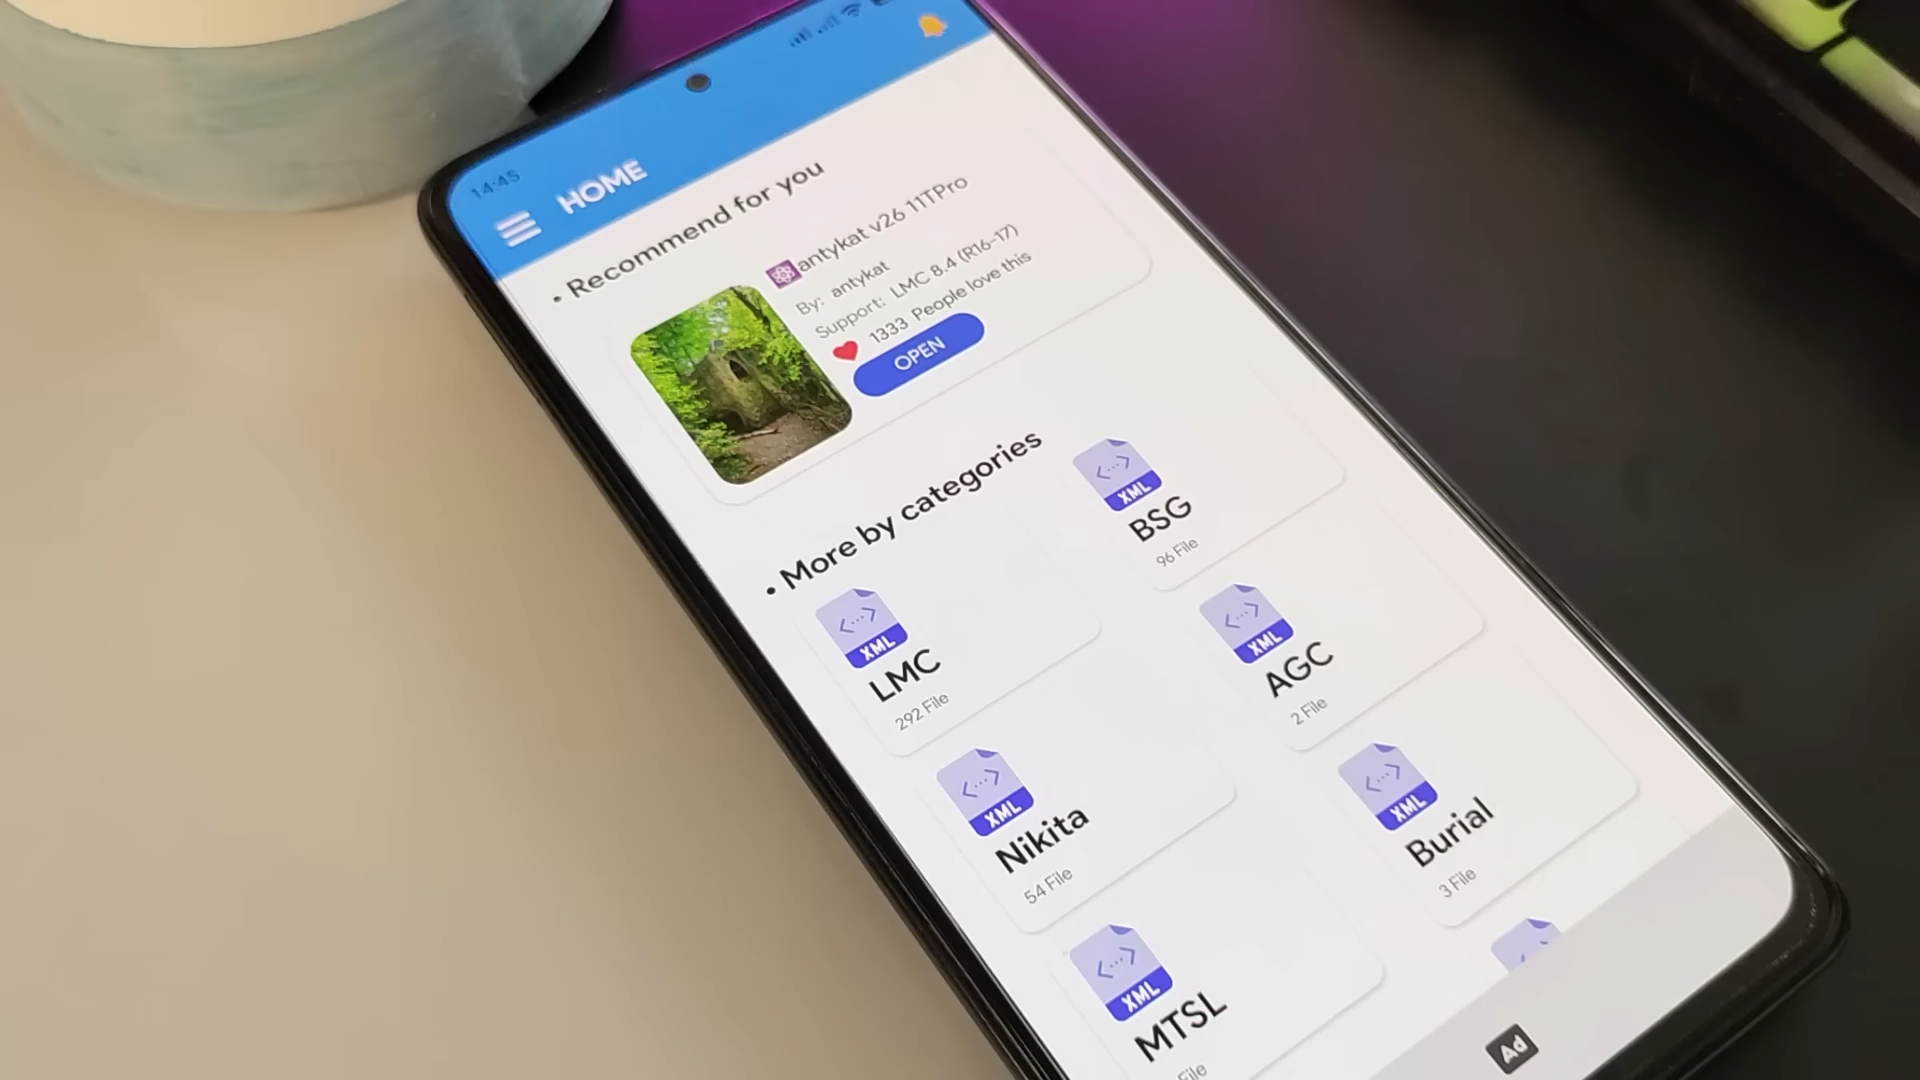 14:45
HOME
• Recommend for you
antykat v26 11TPro
By: antykat
Support: LMC 8.4 (R16-17)
1333 People love this
OPEN
• More by categories
XML
LMC
292 File
XML
BSG
96 File
XML
Nikita
54 File
XML
AGC
2 File
XML
MTSL
File
XML
Burial
3 File
Ad